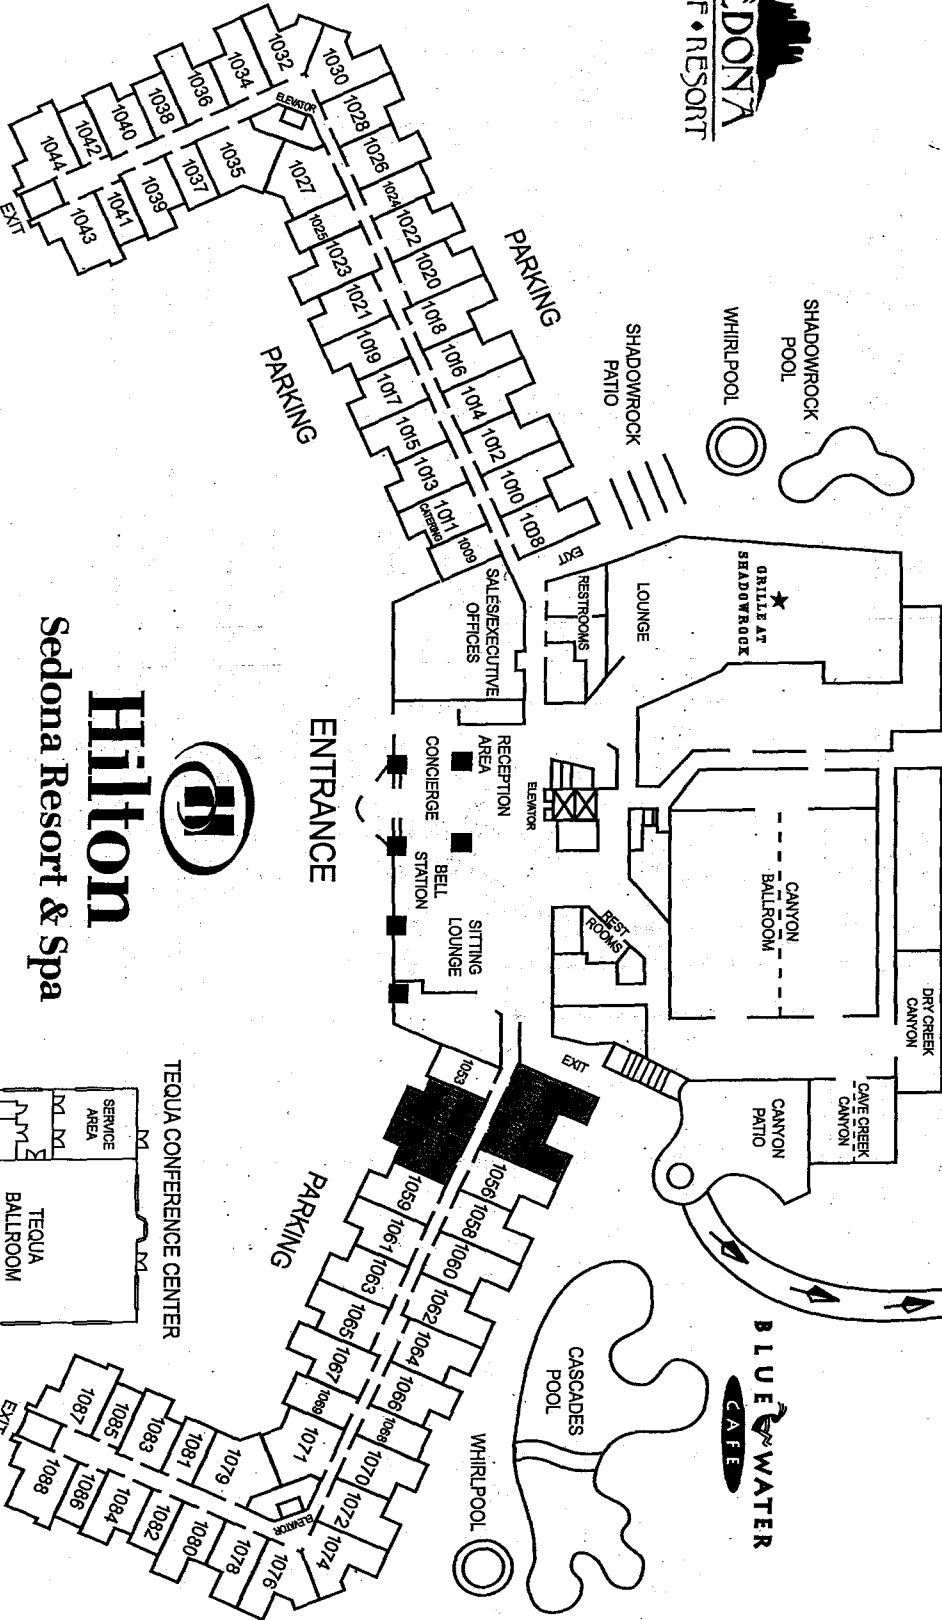 DONA
F • RESORT
SHADOWROCK
POOL
WHIRLPOOL
SHADOWROCK
PATIO
PARKING
PARKING
1030
1032
1034
1036
1038
1040
1042
1044
EXIT
ELEVATOR
1028
1026
1024
1022
1020
1018
1016
1014
1012
1010
1008
EXIT
1027
1035
1037
1039
1041
1043
1025
1023
1021
1019
1017
1015
1013
1011
CATERING
1009
GRILLE AT
SHADOWROCK
LOUNGE
RESTROOMS
SALES/EXECUTIVE
OFFICES
RECEPTION
AREA
CONCIERGE
ELEVATOR
BELL
STATION
SITTING
LOUNGE
REST
ROOMS
CANYON
BALLROOM
DRY CREEK
CANYON
CAVE CREEK
CANYON
CANYON
PATIO
EXIT
ENTRANCE
Hilton
Sedona Resort & Spa
1053
1056
1058
1060
1062
1064
1066
1068
1070
1072
1074
1059
1061
1063
1065
1067
1069
1071
ELEVATOR
1076
1078
1080
1082
1084
1086
1088
1079
1081
1083
1085
1087
EXIT
PARKING
CASCADES
POOL
WHIRLPOOL
BLUE WATER
CAFE
TEQUA CONFERENCE CENTER
SERVICE
AREA
TEQUA
BALLROOM